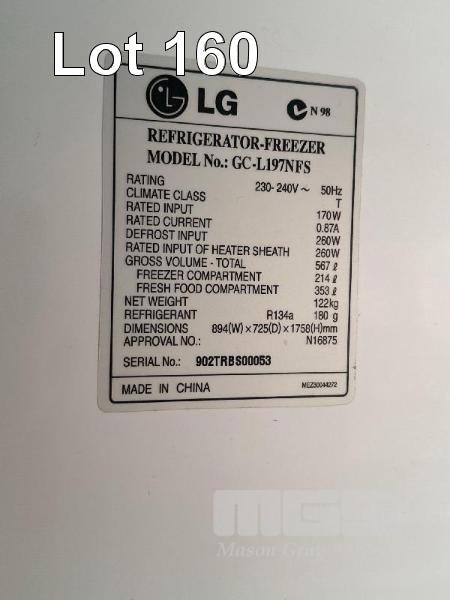 Lot 160
LG N 98
REFRIGERATOR-FREEZER
MODEL No.: GC-L197NFS
RATING 230-240V ~ 50Hz
CLIMATE CLASS T
RATED INPUT 170W
RATED CURRENT 0.87A
DEFROST INPUT 260W
RATED INPUT OF HEATER SHEATH 260W
GROSS VOLUME - TOTAL 567 ℓ
FREEZER COMPARTMENT 214 ℓ
FRESH FOOD COMPARTMENT 353 ℓ
NET WEIGHT 122kg
REFRIGERANT R134a 180 g
DIMENSIONS 894(W)×725(D)×1758(H)mm
APPROVAL NO.: N16875
SERIAL No.: 902TRBS00053
MADE IN CHINA MEZ30044272
Mason Gray